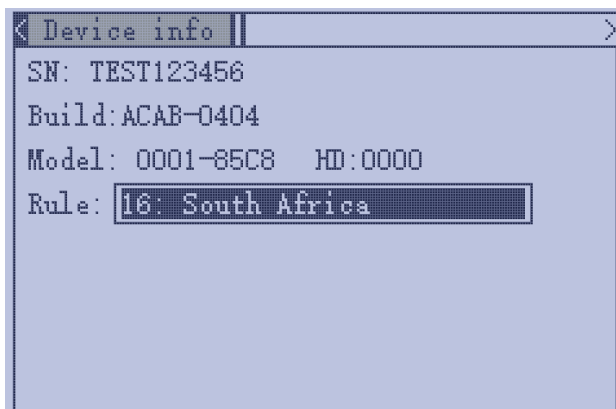 Device info
SN: TEST123456
Build:ACAB-0404
Model: 0001-85C8 HD:0000
Rule: 16: South Africa